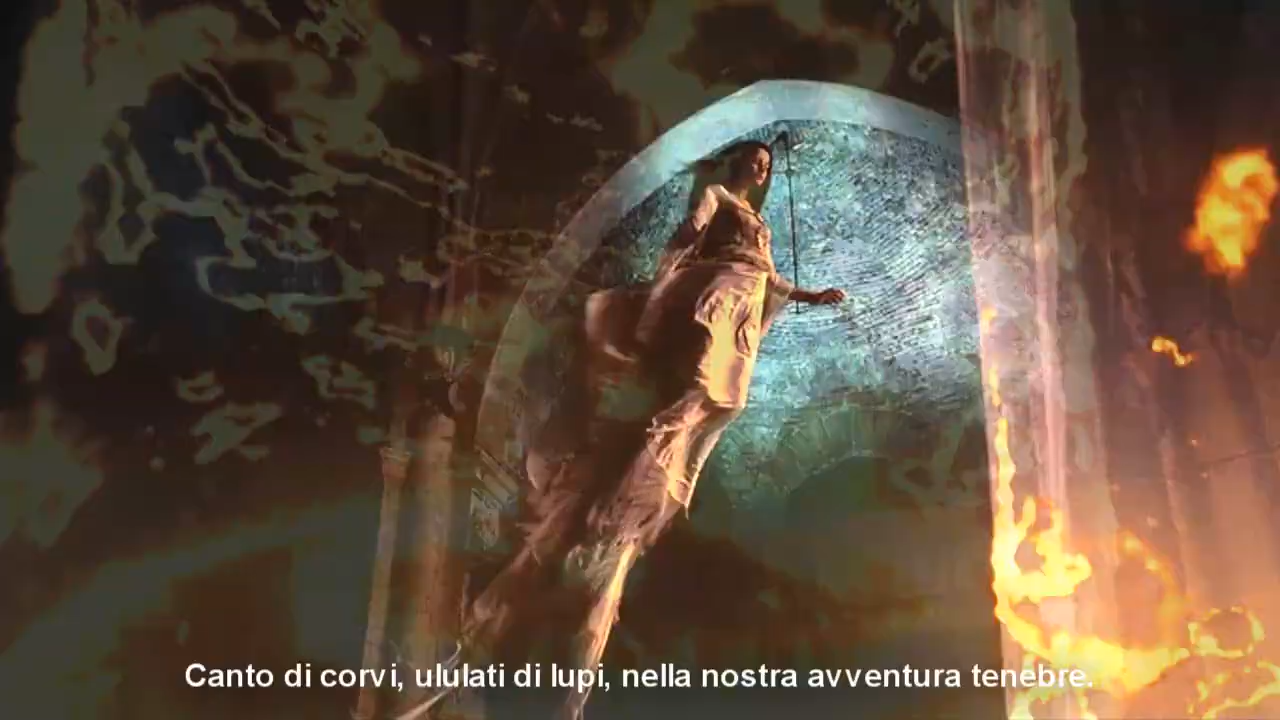 Canto di corvi, ululati di lupi, nella nostra avventura tenebre.